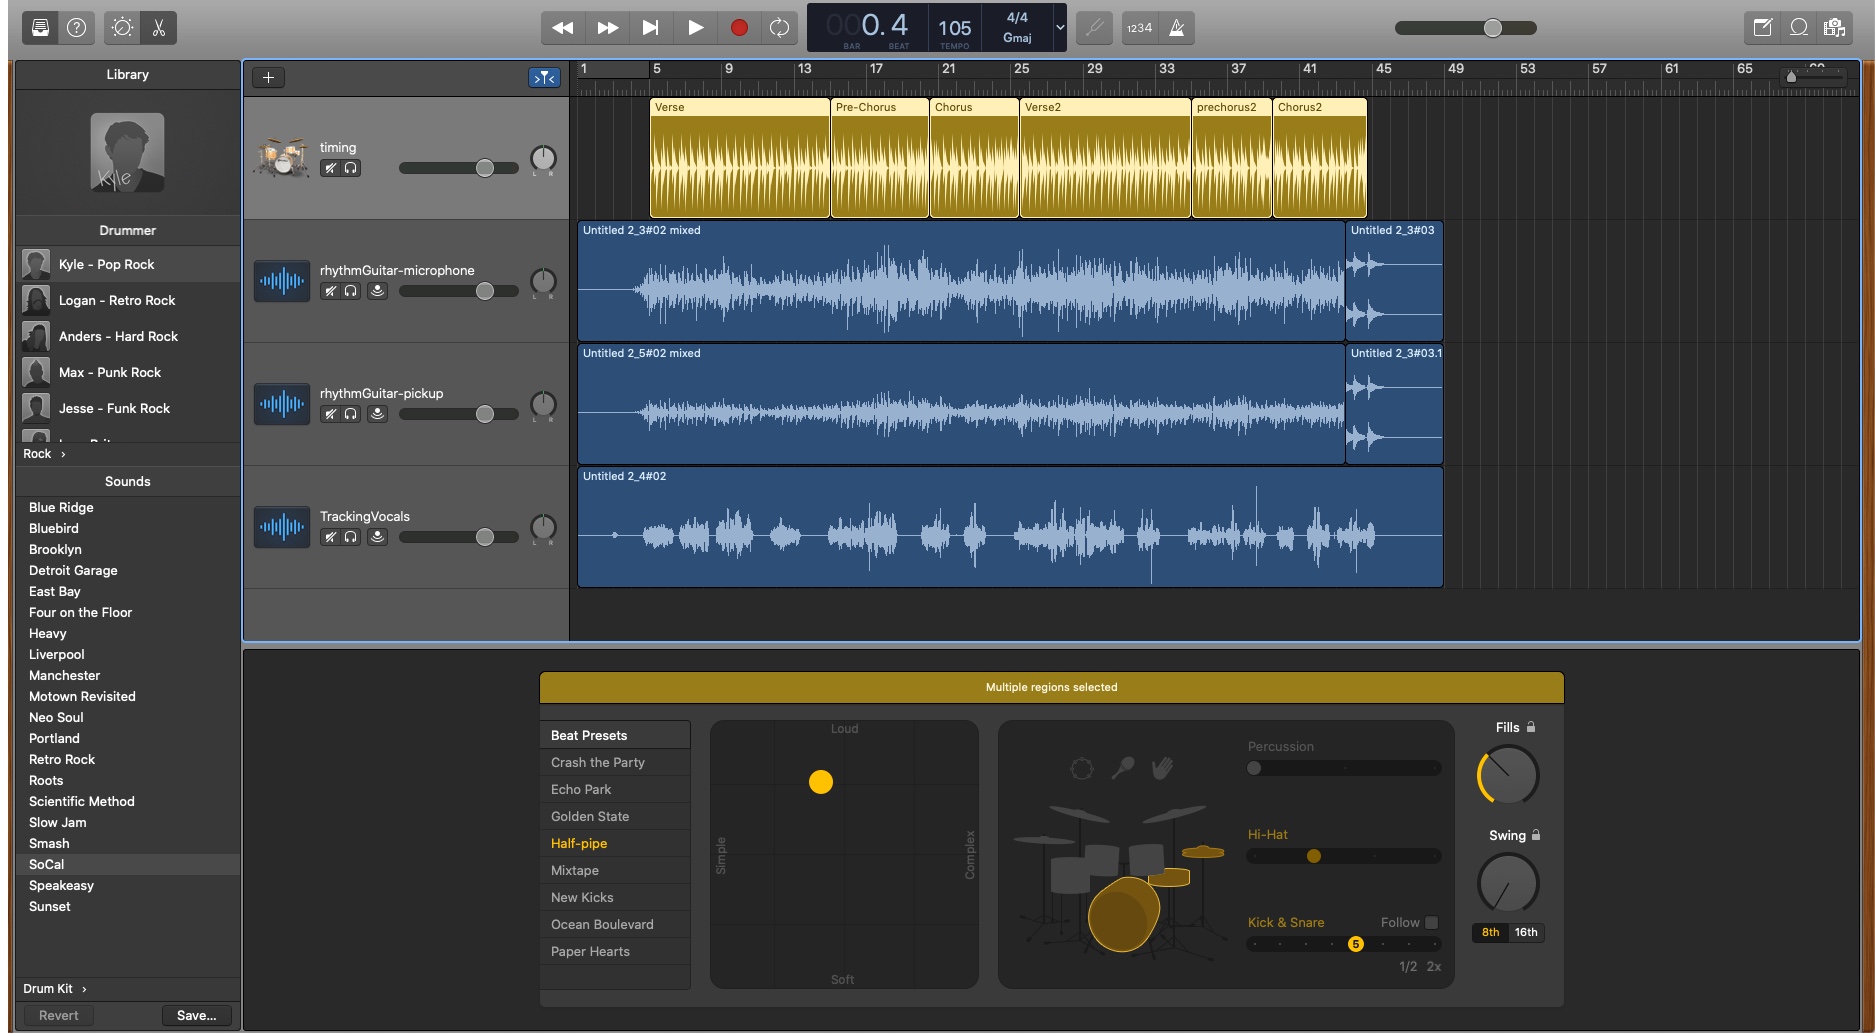 000.4
BAR
BEAT
105
TEMPO
4/4
Gmaj
1234
Library
Kyle
Drummer
Kyle - Pop Rock
Logan - Retro Rock
Anders - Hard Rock
Max - Punk Rock
Jesse - Funk Rock
Rock
Sounds
Blue Ridge
Bluebird
Brooklyn
Detroit Garage
East Bay
Four on the Floor
Heavy
Liverpool
Manchester
Motown Revisited
Neo Soul
Portland
Retro Rock
Roots
Scientific Method
Slow Jam
Smash
SoCal
Speakeasy
Sunset
Drum Kit
Revert
Save...
1 5 9 13 17 21 25 29 33 37 41 45 49 53 57 61 65
timing
L R
Verse
Pre-Chorus
Chorus
Verse2
prechorus2
Chorus2
rhythmGuitar-microphone
L R
Untitled 2_3#02 mixed
Untitled 2_3#03
rhythmGuitar-pickup
L R
Untitled 2_5#02 mixed
Untitled 2_3#03.1
TrackingVocals
L R
Untitled 2_4#02
Multiple regions selected
Beat Presets
Crash the Party
Echo Park
Golden State
Half-pipe
Mixtape
New Kicks
Ocean Boulevard
Paper Hearts
Loud
Simple
Complex
Soft
Percussion
Hi-Hat
Kick & Snare
Follow
5
1/2 2x
Fills
Swing
8th
16th